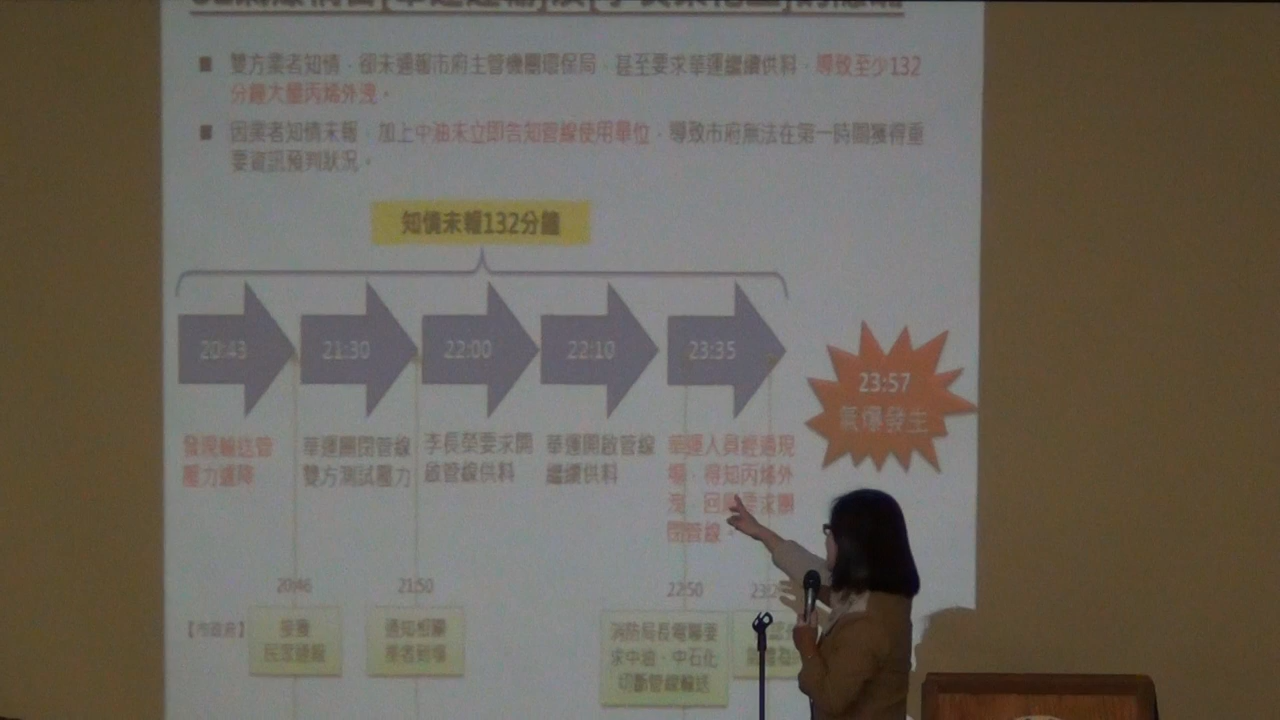 雙方業者知情，卻未通報市府主管機關環保局，甚至要求華運繼續供料，導致至少132
分鐘大量丙烯外洩。
因業者知情未報，加上中油未立即告知管線使用單位，導致市府無法在第一時間獲得重
要資訊預判狀況。
知情未報132分鐘
20:43
21:30
22:00
22:10
23:35
23:57
氣爆發生
發現輸送管
壓力遽降
華運關閉管線
雙方測試壓力
李長榮要求開
啟管線供料
華運開啟管線
繼續供料
華運人員經過現
場，得知丙烯外
洩，回廠要求關
閉管線。
20:46
21:50
22:50
23:2
【市政府】
接獲
民眾通報
通知相關
業者到場
消防局長電聯要
求中油、中石化
切斷管線輸送